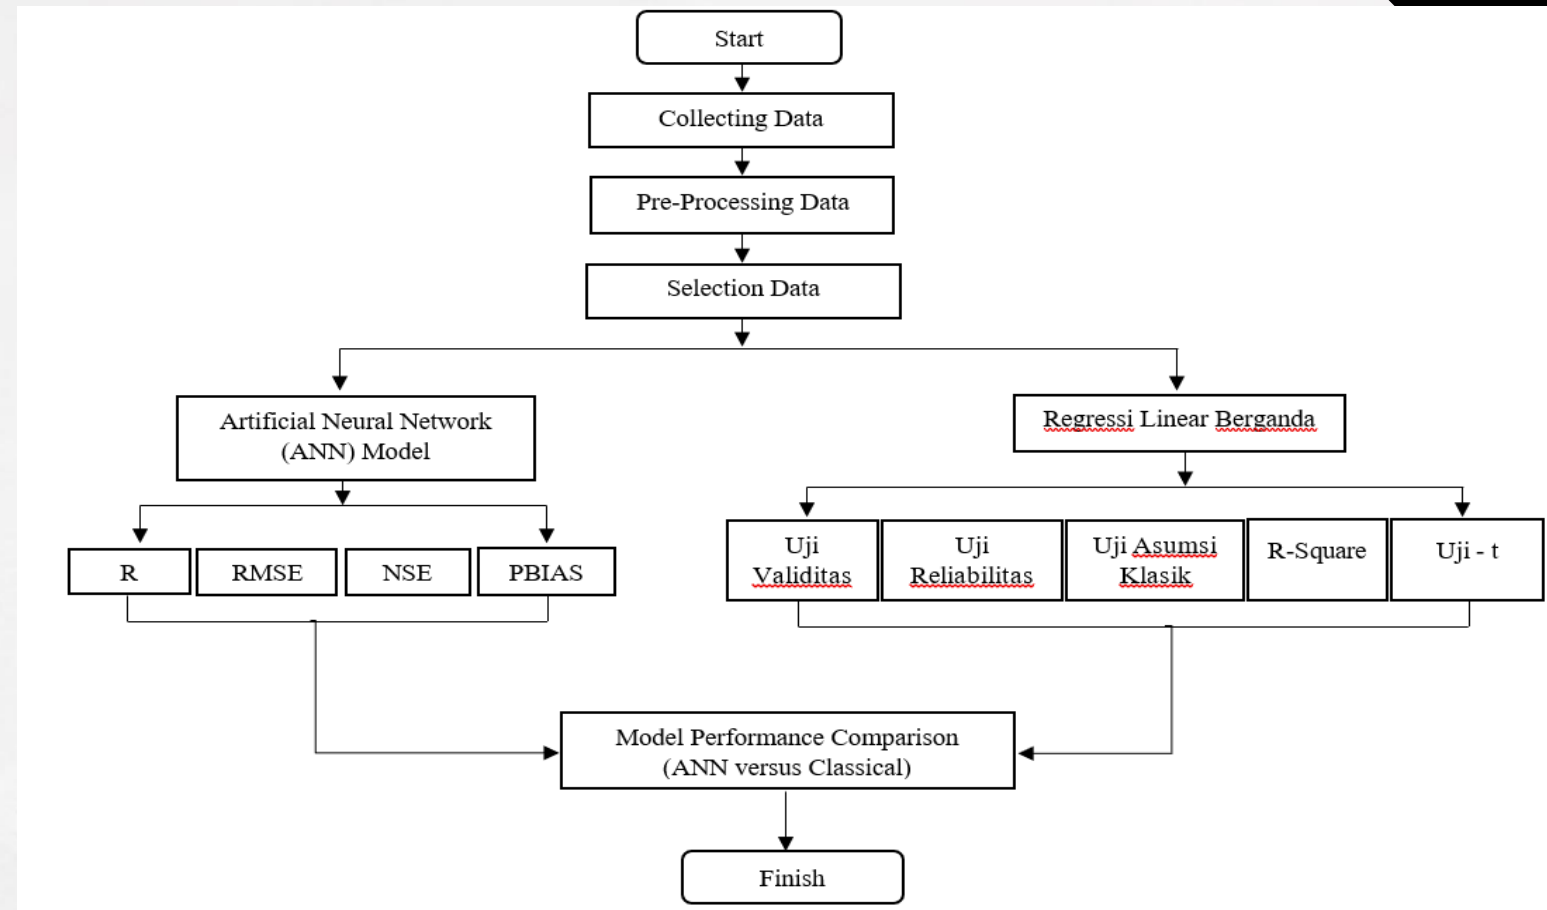 Start
Collecting Data
Pre-Processing Data
Selection Data
Artificial Neural Network
(ANN) Model
Regressi Linear Berganda
R
RMSE
NSE
PBIAS
Uji
Validitas
Uji
Reliabilitas
Uji Asumsi
Klasik
R-Square
Uji - t
Model Performance Comparison
(ANN versus Classical)
Finish